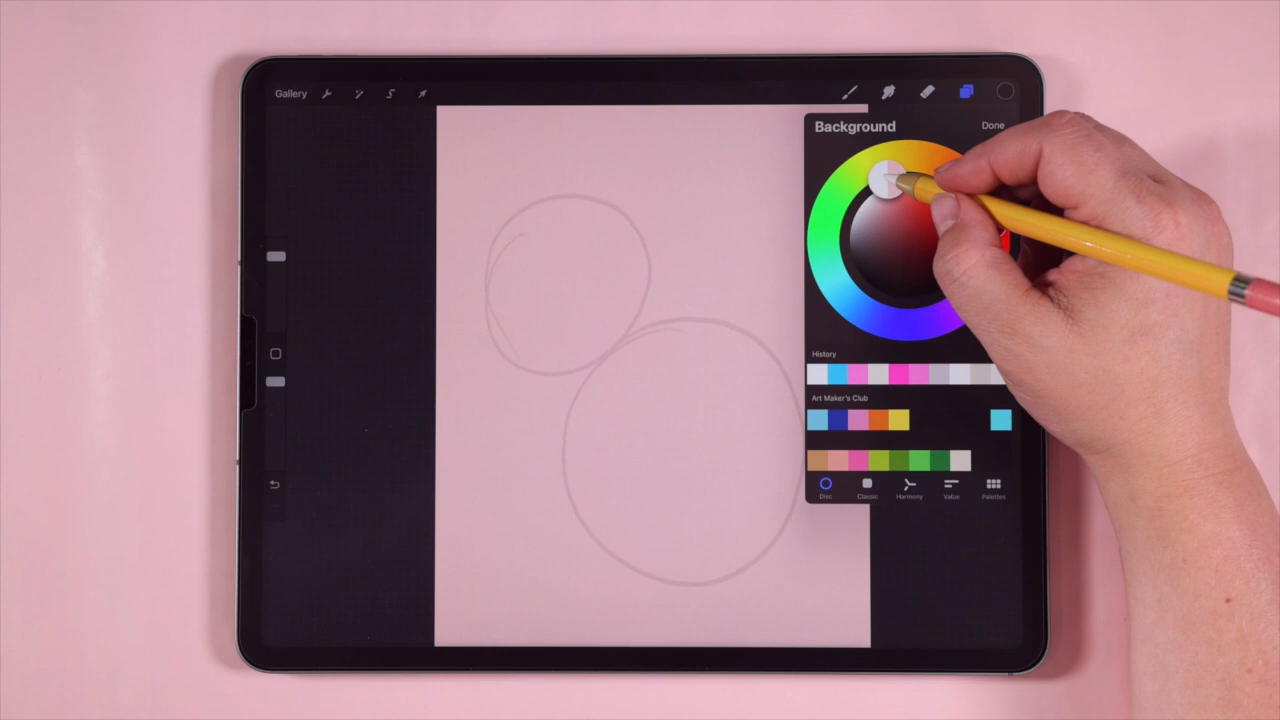 Gallery
Background Done
History
Art Maker's Club
Disc Classic Harmony Value Palettes